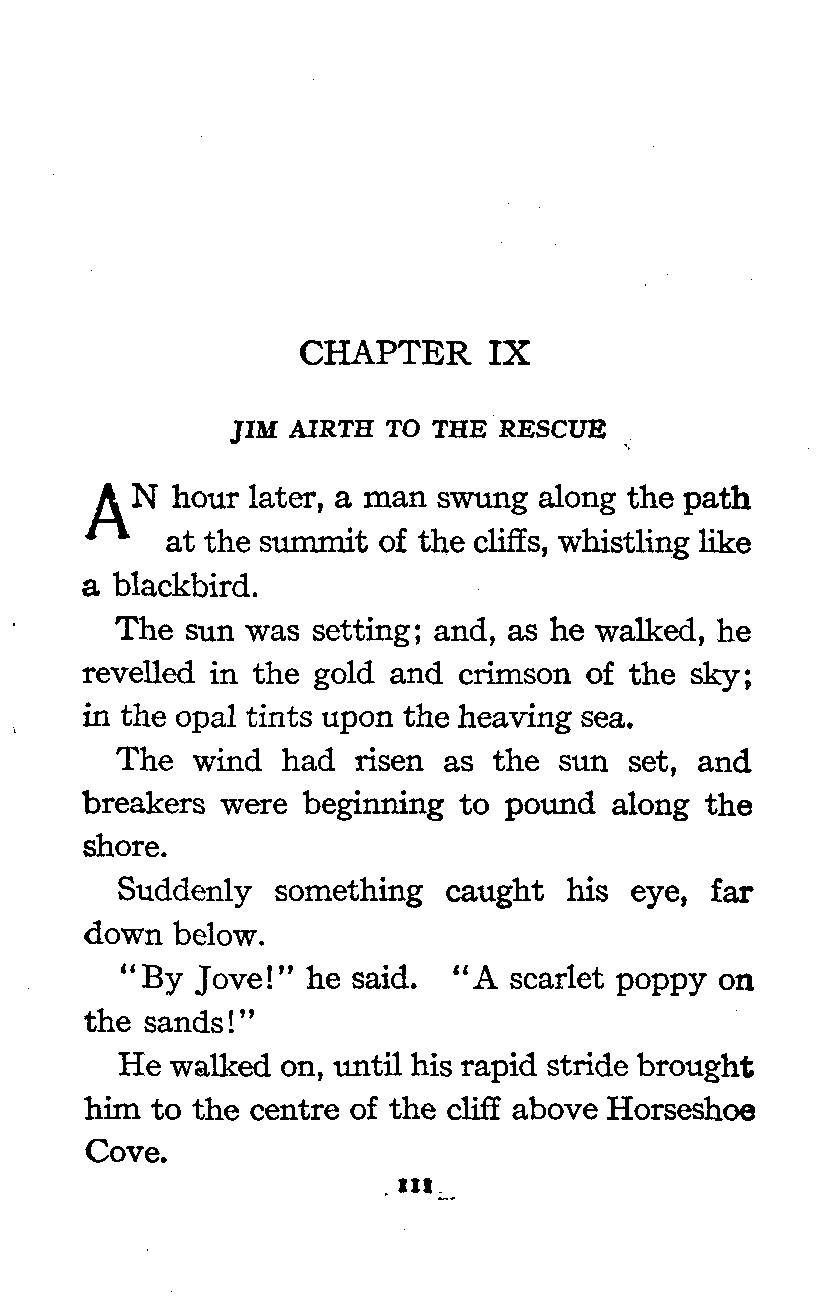 CHAPTER IX
JIM AIRTH TO THE RESCUE
AN hour later, a man swung along the path
at the summit of the cliffs, whistling like
a blackbird.
The sun was setting; and, as he walked, he
revelled in the gold and crimson of the sky;
in the opal tints upon the heaving sea.
The wind had risen as the sun set, and
breakers were beginning to pound along the
shore.
Suddenly something caught his eye, far
down below.
"By Jove!" he said. "A scarlet poppy on
the sands!"
He walked on, until his rapid stride brought
him to the centre of the cliff above Horseshoe
Cove.
111